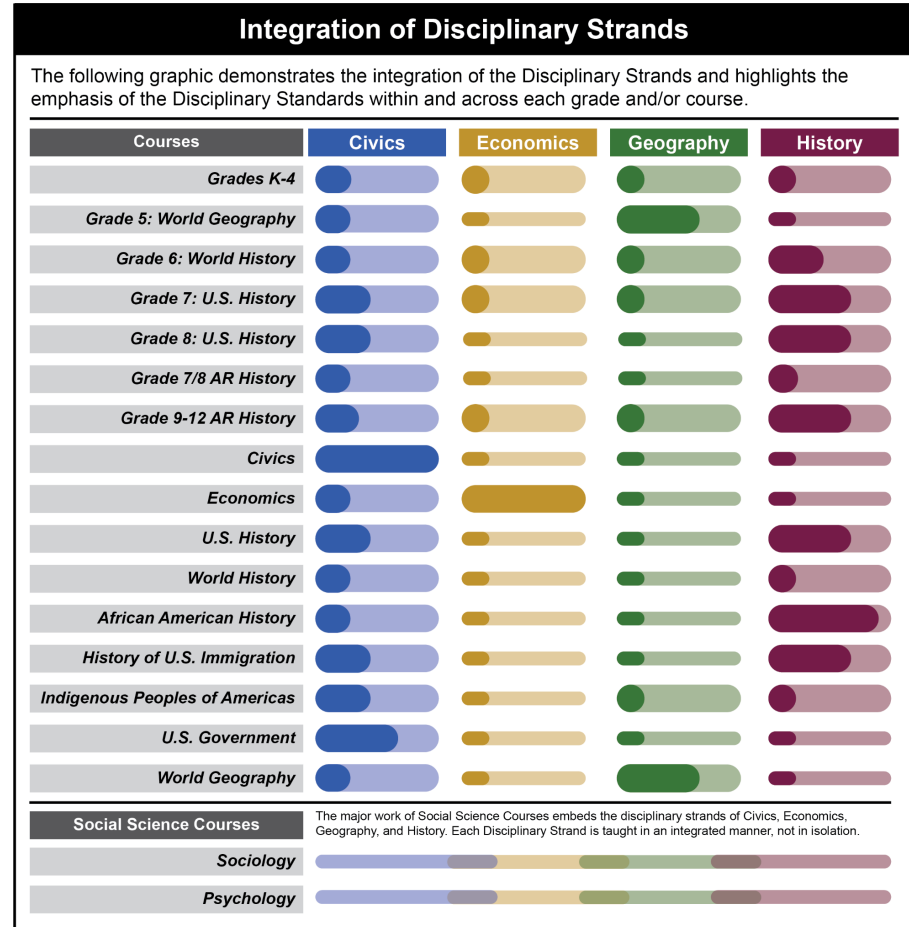 Integration of Disciplinary Strands
The following graphic demonstrates the integration of the Disciplinary Strands and highlights the
emphasis of the Disciplinary Standards within and across each grade and/or course.
Courses Civics Economics Geography History
Grades K-4
Grade 5: World Geography
Grade 6: World History
Grade 7: U.S. History
Grade 8: U.S. History
Grade 7/8 AR History
Grade 9-12 AR History
Civics
Economics
U.S. History
World History
African American History
History of U.S. Immigration
Indigenous Peoples of Americas
U.S. Government
World Geography
Social Science Courses
The major work of Social Science Courses embeds the disciplinary strands of Civics, Economics,
Geography, and History. Each Disciplinary Strand is taught in an integrated manner, not in isolation.
Sociology
Psychology